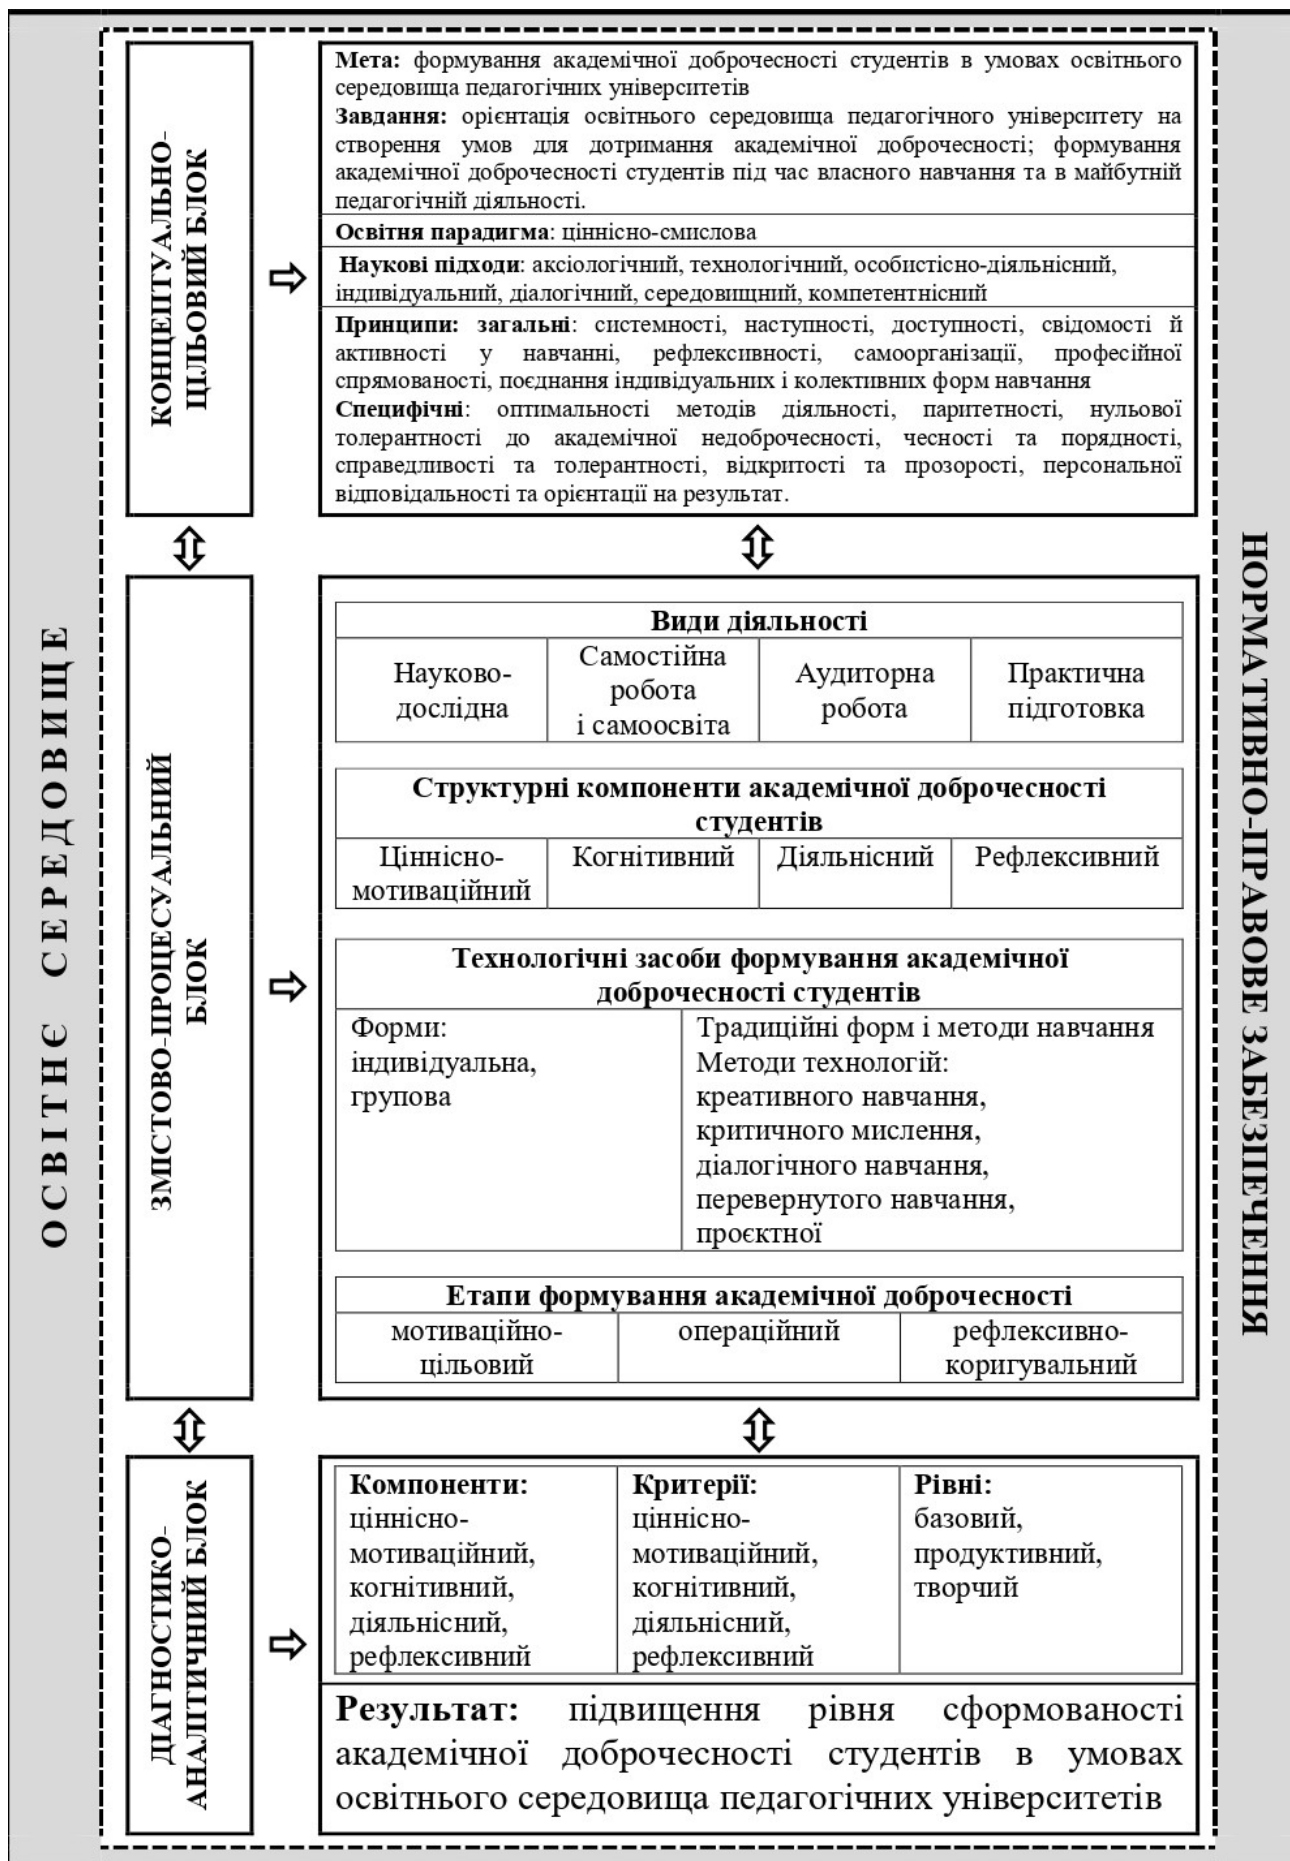 ОСВІТНЄ СЕРЕДОВИЩЕ
КОНЦЕПТУАЛЬНО-
ЦІЛЬОВИЙ БЛОК
Мета: формування академічної доброчесності студентів в умовах освітнього
середовища педагогічних університетів
Завдання: орієнтація освітнього середовища педагогічного університету на
створення умов для дотримання академічної доброчесності; формування
академічної доброчесності студентів під час власного навчання та в майбутній
педагогічній діяльності.
Освітня парадигма: ціннісно-смислова
Наукові підходи: аксіологічний, технологічний, особистісно-діяльнісний,
індивідуальний, діалогічний, середовищний, компетентнісний
Принципи: загальні: системності, наступності, доступності, свідомості й
активності у навчанні, рефлексивності, самоорганізації, професійної
спрямованості, поєднання індивідуальних і колективних форм навчання
Специфічні: оптимальності методів діяльності, паритетності, нульової
толерантності до академічної недоброчесності, чесності та порядності,
справедливості та толерантності, відкритості та прозорості, персональної
відповідальності та орієнтації на результат.
ЗМІСТОВО-ПРОЦЕСУАЛЬНИЙ
БЛОК
Види діяльності
Науково-
дослідна
Самостійна
робота
і самоосвіта
Аудиторна
робота
Практична
підготовка
Структурні компоненти академічної доброчесності
студентів
Ціннісно-
мотиваційний
Когнітивний
Діяльнісний
Рефлексивний
Технологічні засоби формування академічної
доброчесності студентів
Форми:
індивідуальна,
групова
Традиційні форм і методи навчання
Методи технологій:
креативного навчання,
критичного мислення,
діалогічного навчання,
перевернутого навчання,
проєктної
Етапи формування академічної доброчесності
мотиваційно-
цільовий
операційний
рефлексивно-
коригувальний
ДІАГНОСТИКО-
АНАЛІТИЧНИЙ БЛОК
Компоненти:
ціннісно-
мотиваційний,
когнітивний,
діяльнісний,
рефлексивний
Критерії:
ціннісно-
мотиваційний,
когнітивний,
діяльнісний,
рефлексивний
Рівні:
базовий,
продуктивний,
творчий
Результат: підвищення рівня сформованості
академічної доброчесності студентів в умовах
освітнього середовища педагогічних університетів
НОРМАТИВНО-ПРАВОВЕ ЗАБЕЗПЕЧЕННЯ